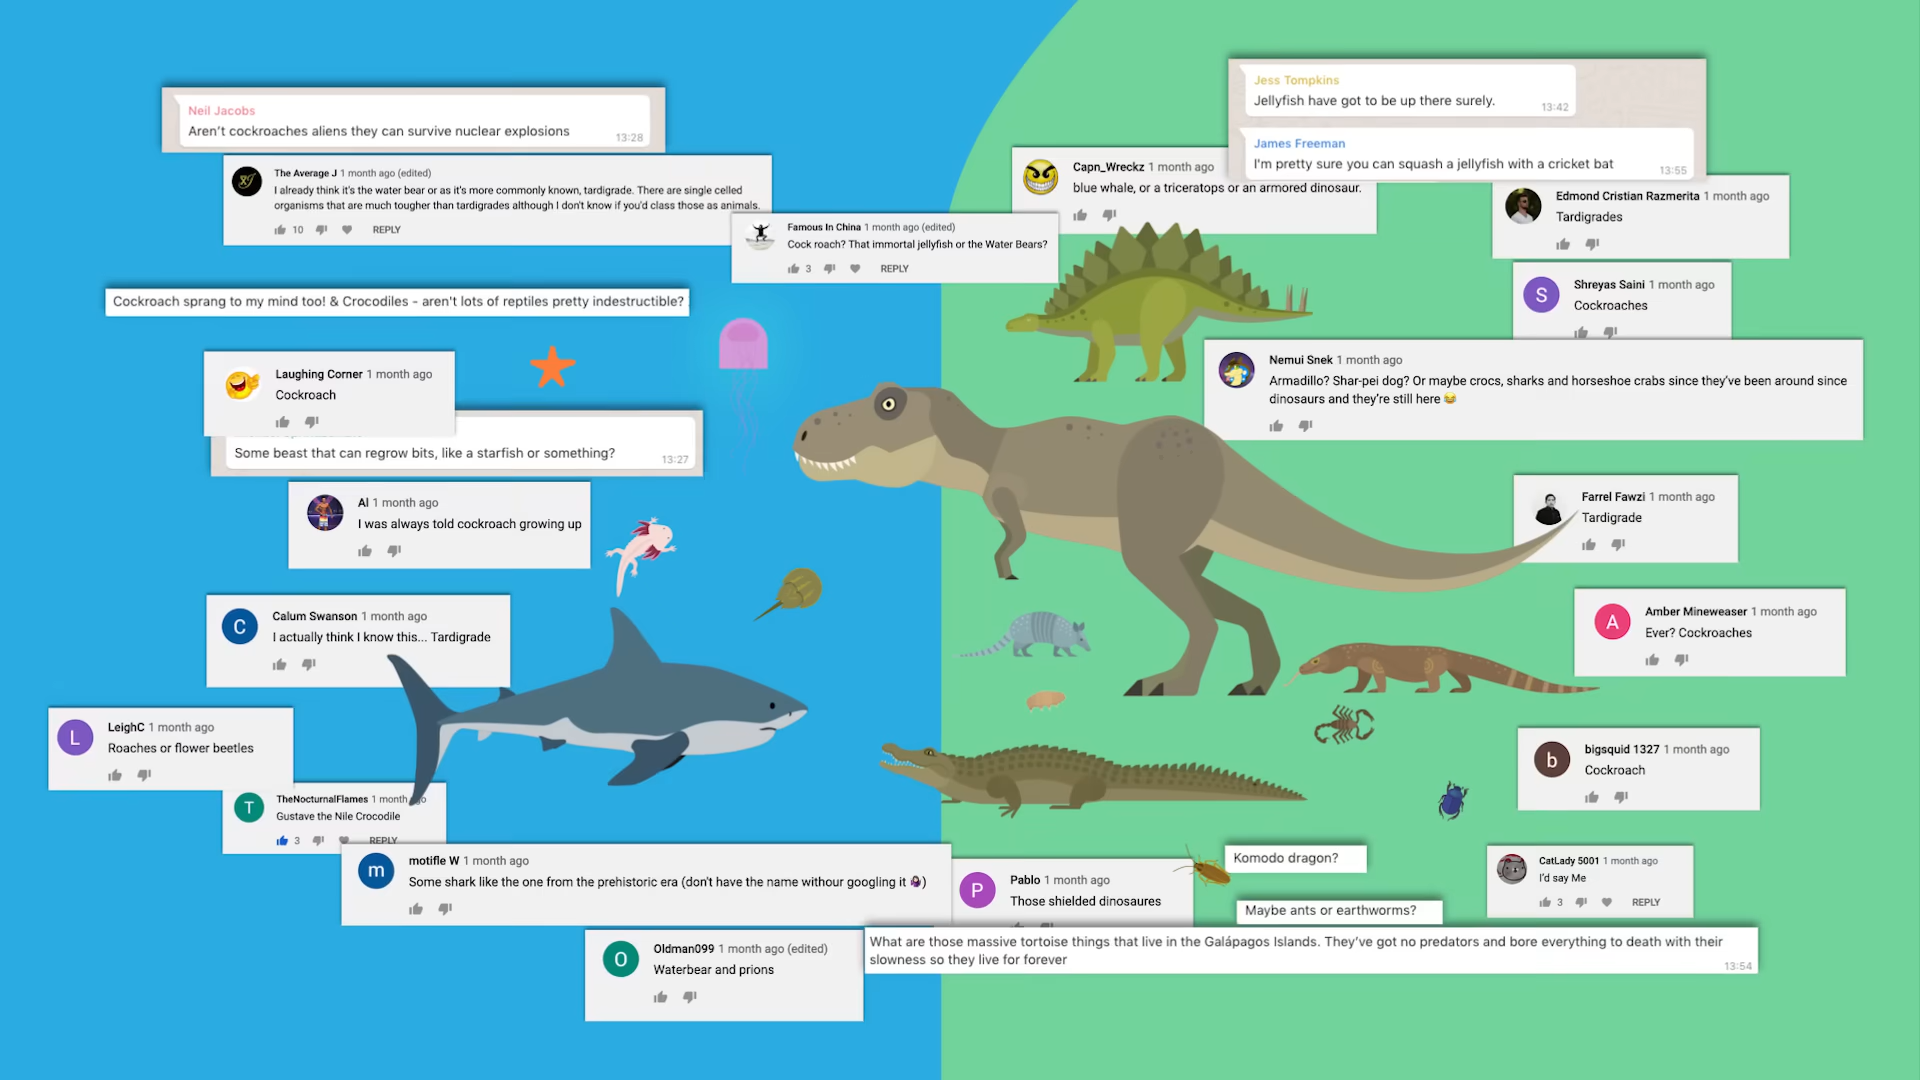 Neil Jacobs
Aren't cockroaches aliens they can survive nuclear explosions
13:28
The Average J 1 month ago (edited)
I already think it's the water bear or as it's more commonly known, tardigrade. There are single celled
organisms that are much tougher than tardigrades although I don't know if you'd class those as animals.
10 REPLY
Famous In China 1 month ago (edited)
Cock roach? That immortal jellyfish or the Water Bears?
3 REPLY
Cockroach sprang to my mind too! & Crocodiles - aren't lots of reptiles pretty indestructible?
Laughing Corner 1 month ago
Cockroach
Some beast that can regrow bits, like a starfish or something?
13:27
Al 1 month ago
I was always told cockroach growing up
C
Calum Swanson 1 month ago
I actually think I know this... Tardigrade
L
LeighC 1 month ago
Roaches or flower beetles
T
TheNocturnalFlames 1 month ago
Gustave the Nile Crocodile
3 REPLY
m
motifle W 1 month ago
Some shark like the one from the prehistoric era (don't have the name withour googling it 🤷🏿‍♀️)
O
Oldman099 1 month ago (edited)
Waterbear and prions
Jess Tompkins
Jellyfish have got to be up there surely.
13:42
James Freeman
I'm pretty sure you can squash a jellyfish with a cricket bat
13:55
Capn_Wreckz 1 month ago
blue whale, or a triceratops or an armored dinosaur.
Edmond Cristian Razmerita 1 month ago
Tardigrades
S
Shreyas Saini 1 month ago
Cockroaches
Nemui Snek 1 month ago
Armadillo? Shar-pei dog? Or maybe crocs, sharks and horseshoe crabs since they've been around since
dinosaurs and they're still here 😂
Farrel Fawzi 1 month ago
Tardigrade
A
Amber Mineweaser 1 month ago
Ever? Cockroaches
b
bigsquid 1327 1 month ago
Cockroach
Komodo dragon?
CatLady 5001 1 month ago
I'd say Me
3 REPLY
P
Pablo 1 month ago
Those shielded dinosaures
Maybe ants or earthworms?
What are those massive tortoise things that live in the Galápagos Islands. They've got no predators and bore everything to death with their
slowness so they live for forever
13:54